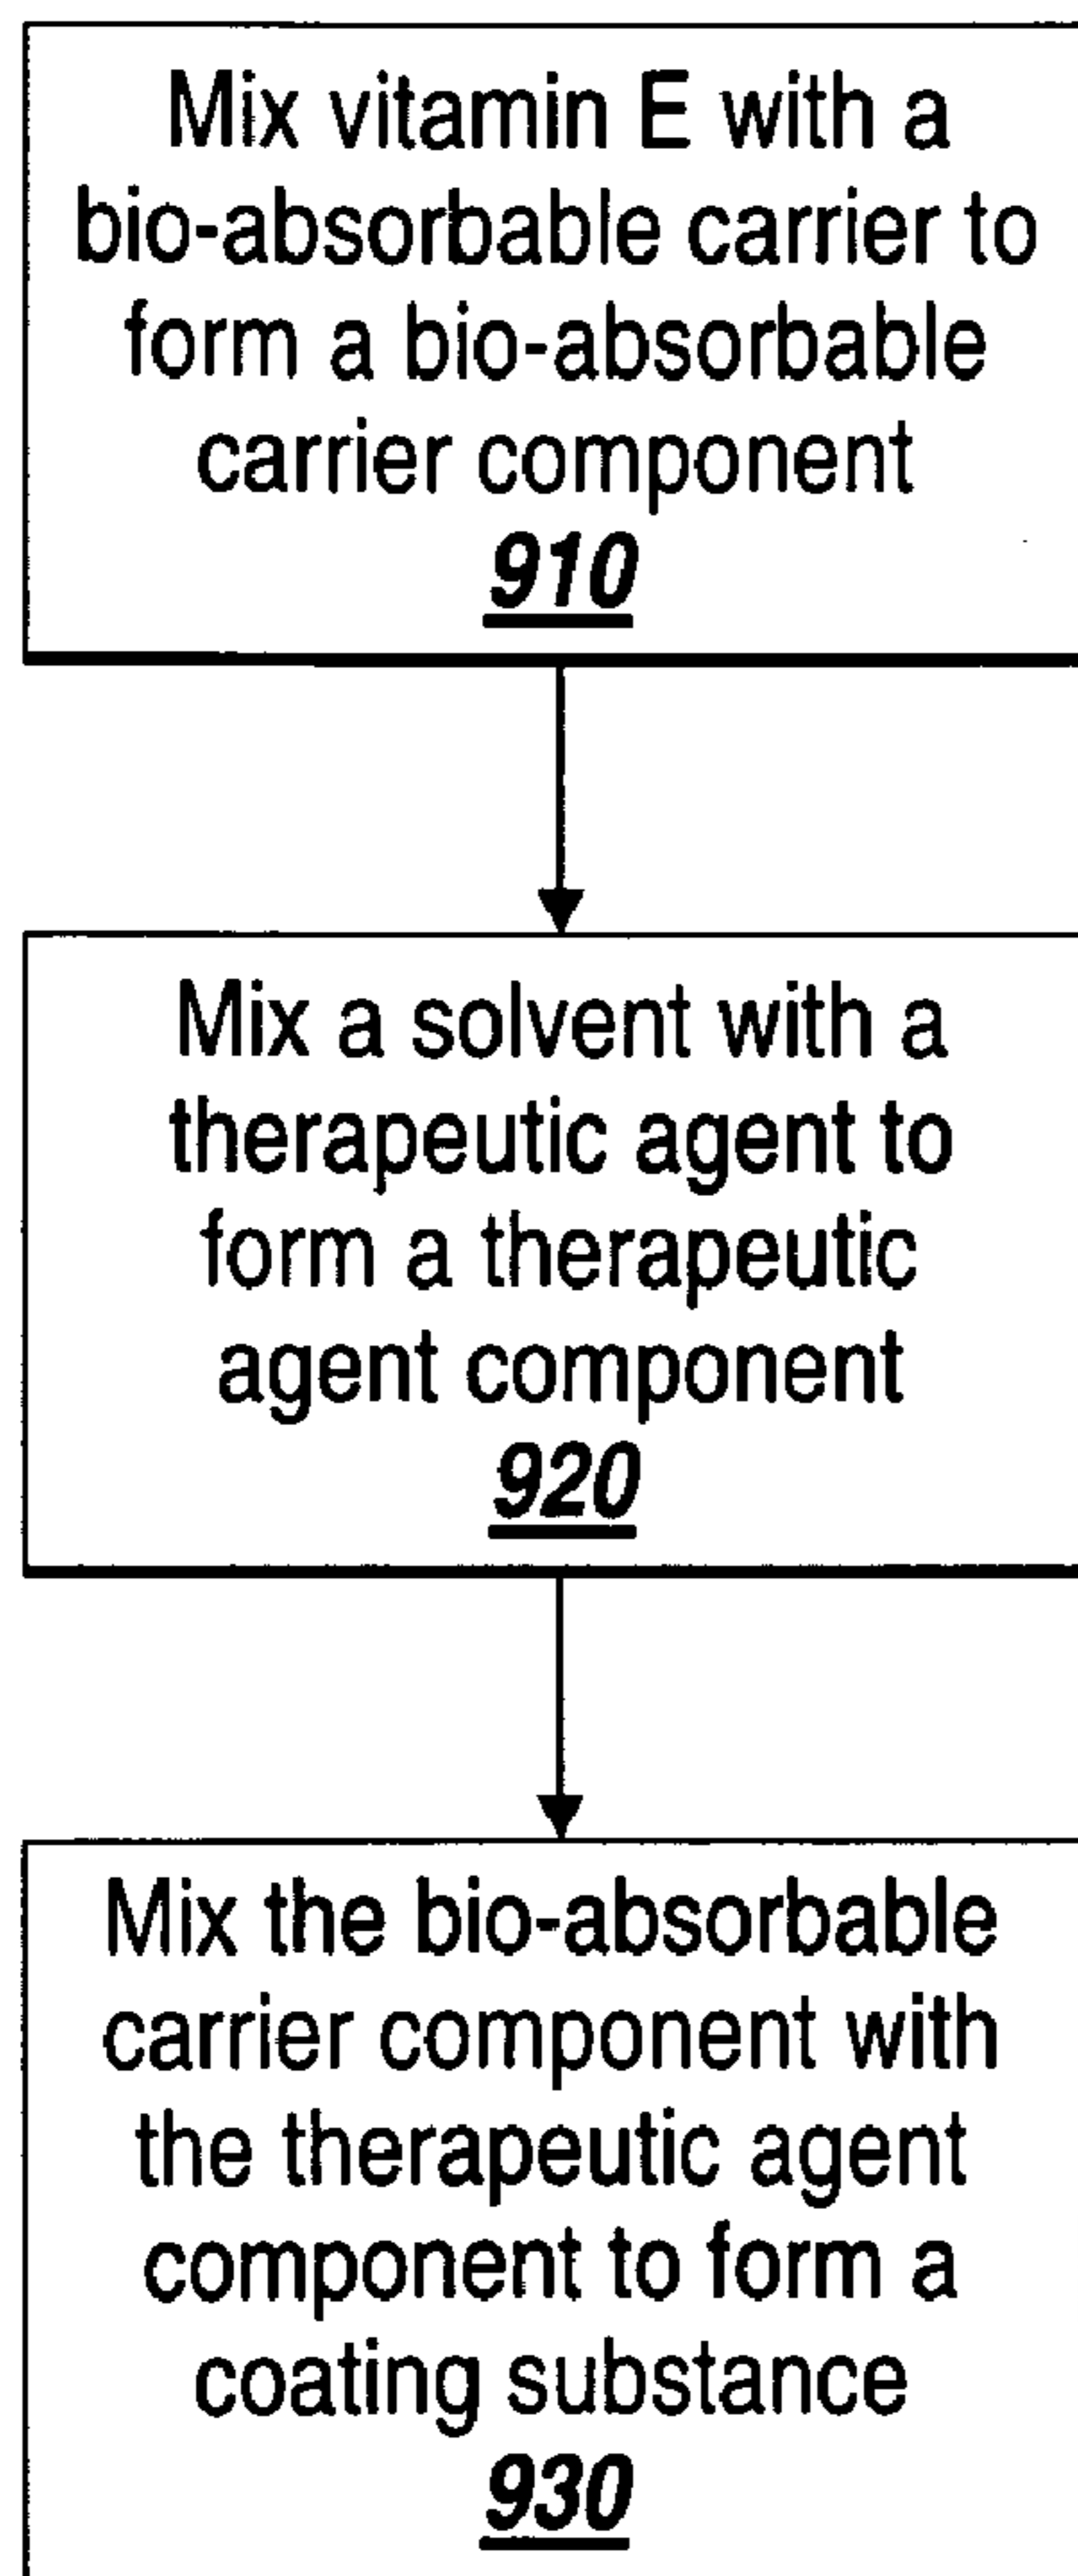 Mix vitamin E with a
bio-absorbable carrier to
form a bio-absorbable
carrier component
910
Mix a solvent with a
therapeutic agent to
form a therapeutic
agent component
920
Mix the bio-absorbable
carrier component with
the therapeutic agent
component to form a
coating substance
930